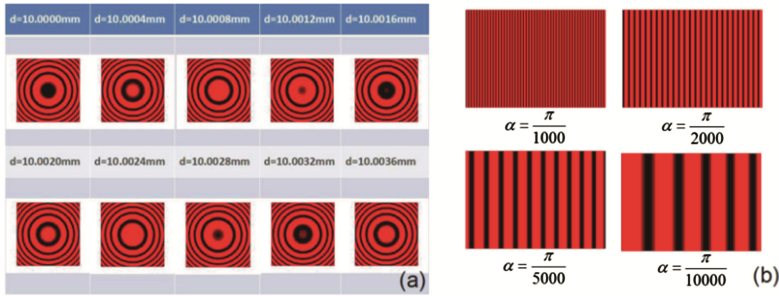 d=10.0000mm d=10.0004mm d=10.0008mm d=10.0012mm d=10.0016mm
d=10.0020mm d=10.0024mm d=10.0028mm d=10.0032mm d=10.0036mm
(a)
α = π/1000 α = π/2000
α = π/5000 α = π/10000
(b)